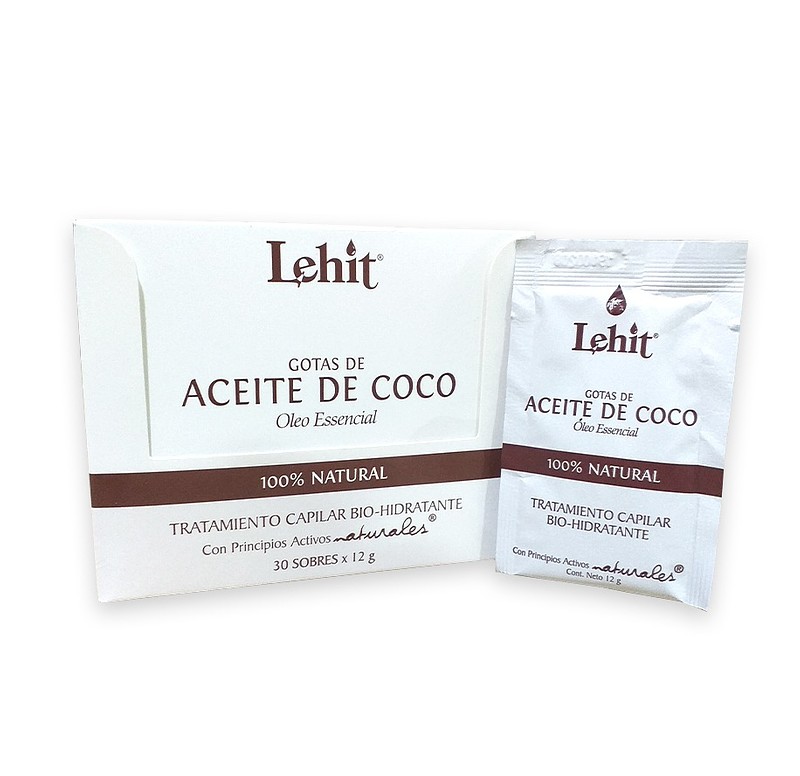 Lehit®
GOTAS DE
ACEITE DE COCO
Oleo Essencial
100% NATURAL
TRATAMIENTO CAPILAR BIO-HIDRATANTE
Con Principios Activos naturales®
30 SOBRES x 12 g
Lehit®
GOTAS DE
ACEITE DE COCO
Óleo Essencial
100% NATURAL
TRATAMIENTO CAPILAR
BIO-HIDRATANTE
Con Principios Activos naturales®
Cont. Neto 12 g